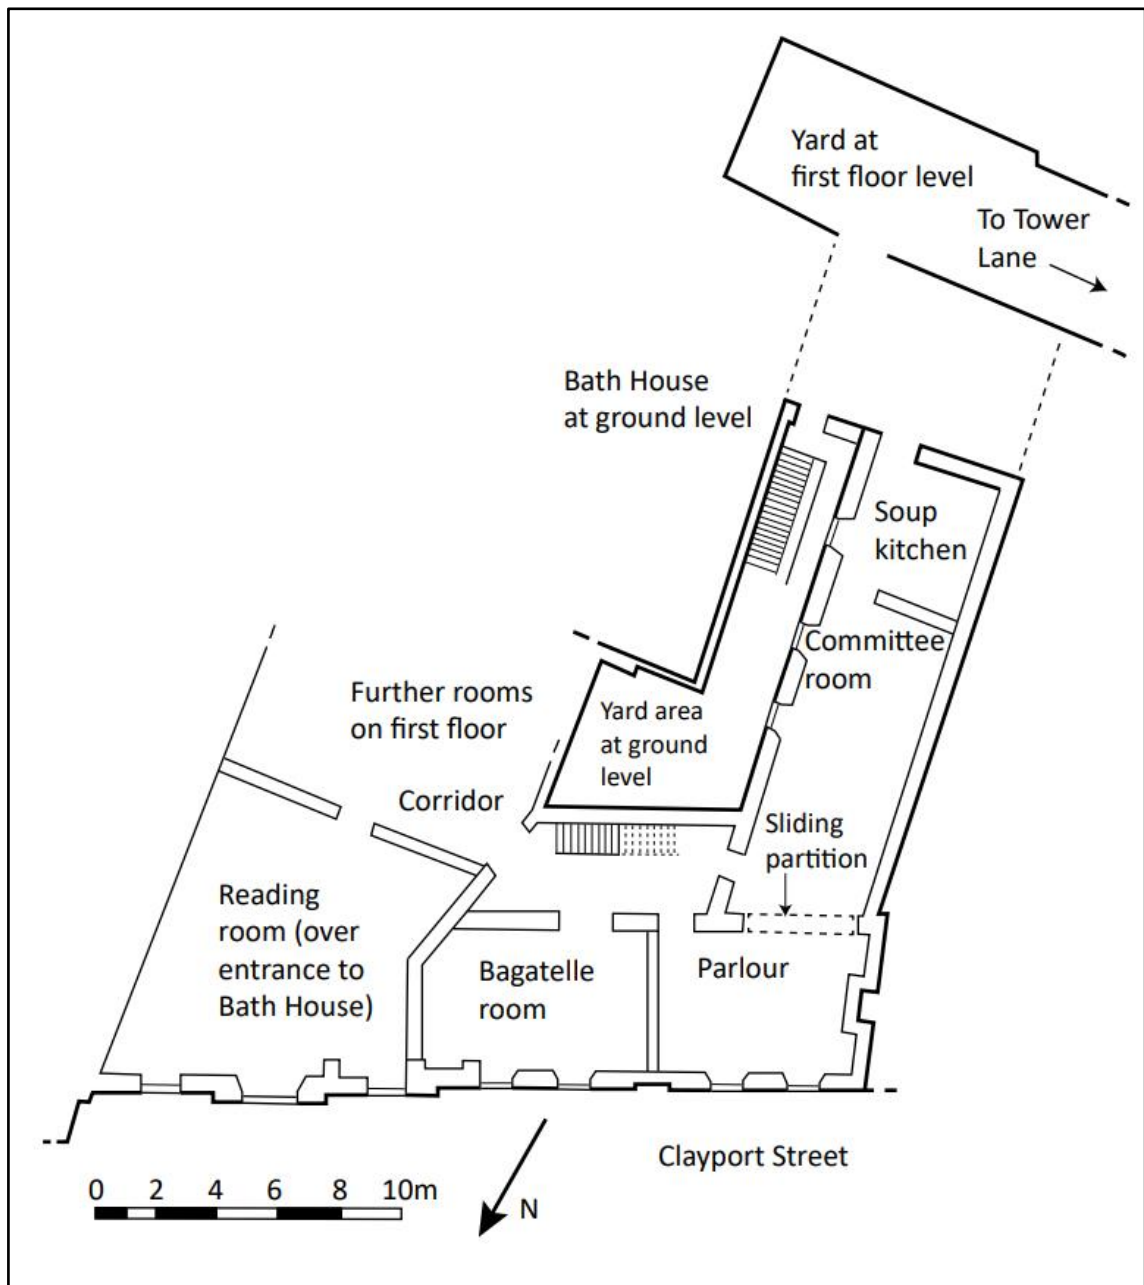 Yard at
first floor level
To Tower
Lane
Bath House
at ground level
Soup
kitchen
Committee
room
Further rooms
on first floor
Yard area
at ground
level
Corridor
Sliding
partition
Reading
room (over
entrance to
Bath House)
Bagatelle
room
Parlour
Clayport Street
0 2 4 6 8 10m
N